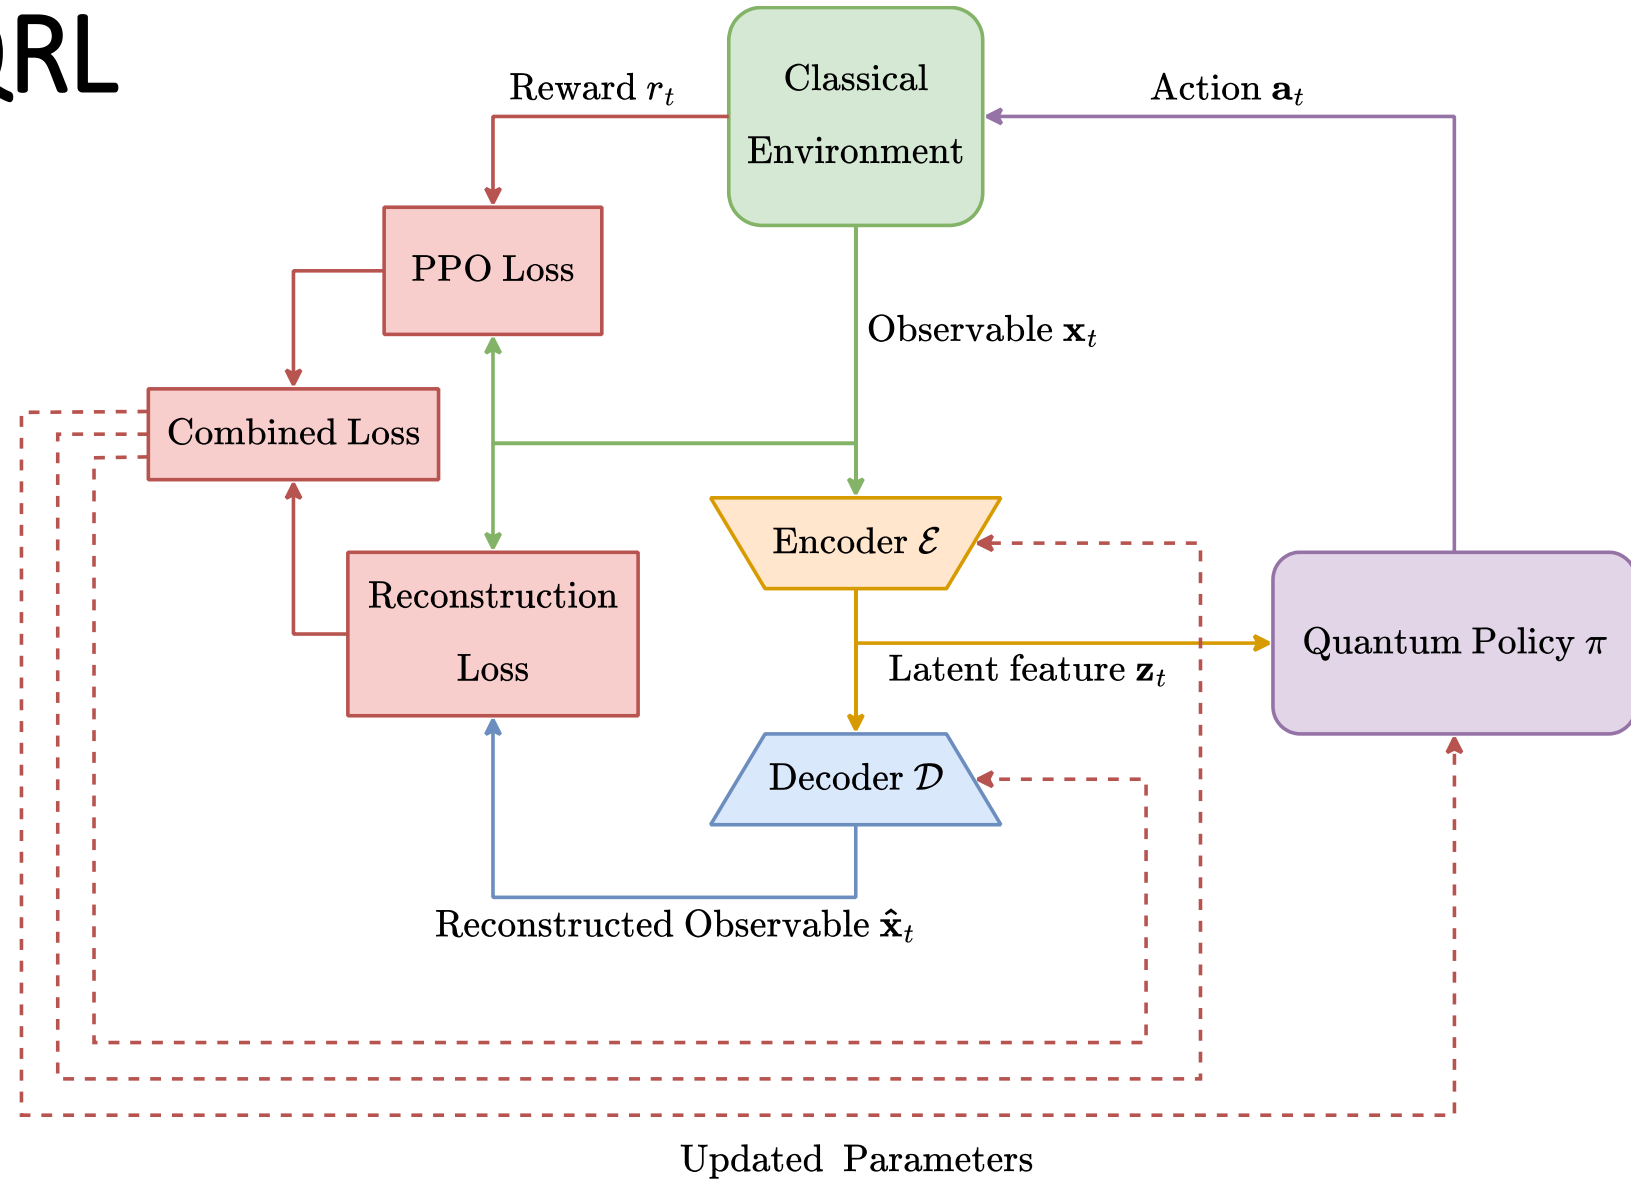 QRL
Reward r_t
Classical
Environment
Action a_t
PPO Loss
Observable x_t
Combined Loss
Encoder ℰ
Reconstruction
Loss
Latent feature z_t
Quantum Policy π
Decoder 𝒟
Reconstructed Observable x̂_t
Updated Parameters